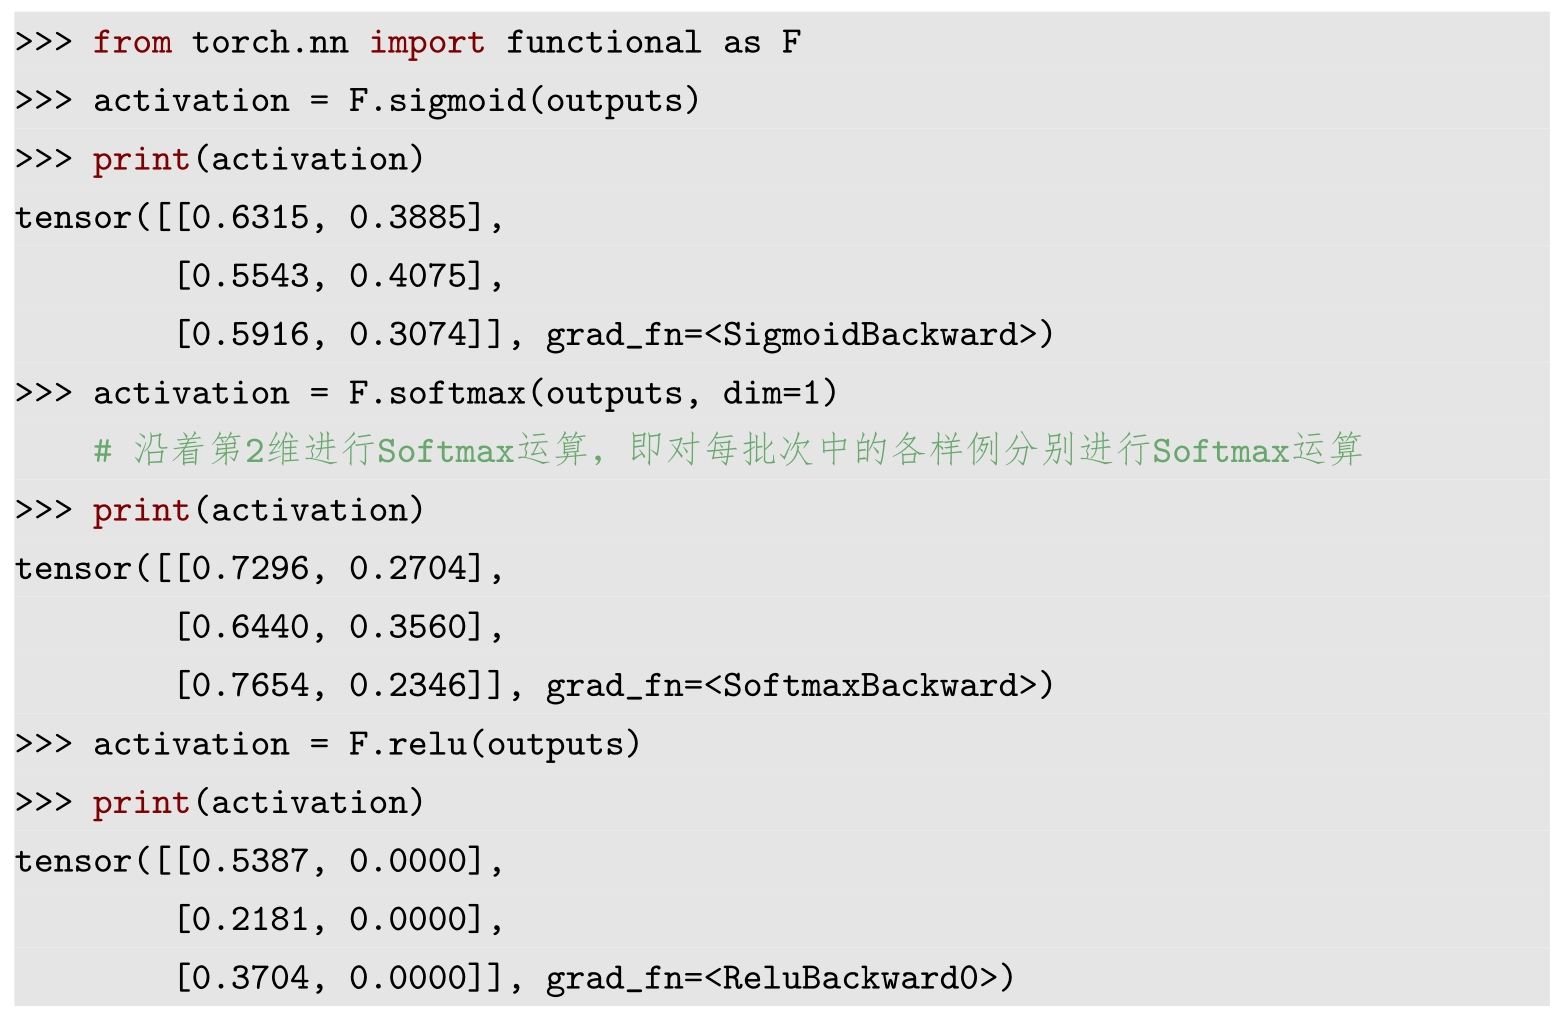 >>> from torch.nn import functional as F
>>> activation = F.sigmoid(outputs)
>>> print(activation)
tensor([[0.6315, 0.3885],
        [0.5543, 0.4075],
        [0.5916, 0.3074]], grad_fn=<SigmoidBackward>)
>>> activation = F.softmax(outputs, dim=1)
    # 沿着第2维进行Softmax运算，即对每批次中的各样例分别进行Softmax运算
>>> print(activation)
tensor([[0.7296, 0.2704],
        [0.6440, 0.3560],
        [0.7654, 0.2346]], grad_fn=<SoftmaxBackward>)
>>> activation = F.relu(outputs)
>>> print(activation)
tensor([[0.5387, 0.0000],
        [0.2181, 0.0000],
        [0.3704, 0.0000]], grad_fn=<ReluBackward0>)